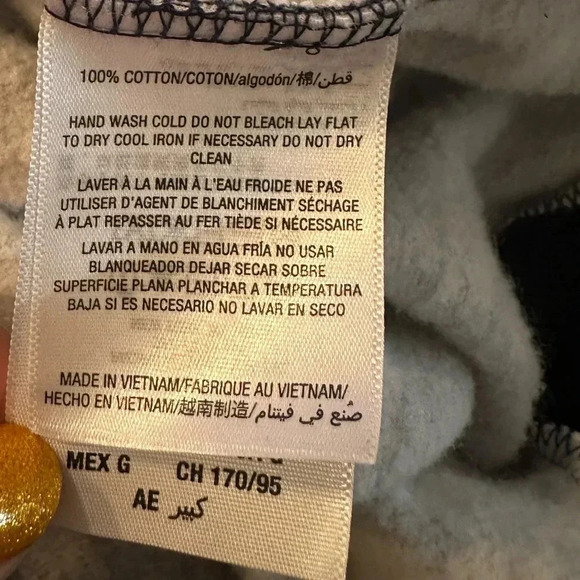 100% COTTON/COTON/algodón/棉/قطن
HAND WASH COLD DO NOT BLEACH LAY FLAT
TO DRY COOL IRON IF NECESSARY DO NOT DRY
CLEAN
LAVER À LA MAIN À L'EAU FROIDE NE PAS
UTILISER D'AGENT DE BLANCHIMENT SÉCHAGE
À PLAT REPASSER AU FER TIÈDE SI NÉCESSAIRE
LAVAR A MANO EN AGUA FRÍA NO USAR
BLANQUEADOR DEJAR SECAR SOBRE
SUPERFICIE PLANA PLANCHAR A TEMPERATURA
BAJA SI ES NECESARIO NO LAVAR EN SECO
MADE IN VIETNAM/FABRIQUE AU VIETNAM/
HECHO EN VIETNAM/越南制造/صُنع في فيتنام
MEX G CH 170/95
AE كبير